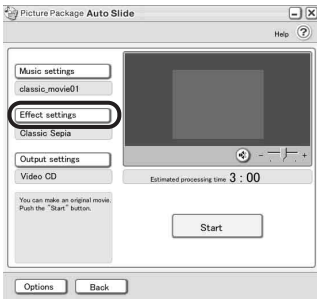 Picture Package Auto Slide
Help ?
Music settings
classic_movie01
Effect settings
Classic Sepia
Output settings
Video CD
- +
Estimated processing time 3 : 00
You can make an original movie.
Push the "Start" button.
Start
Options Back